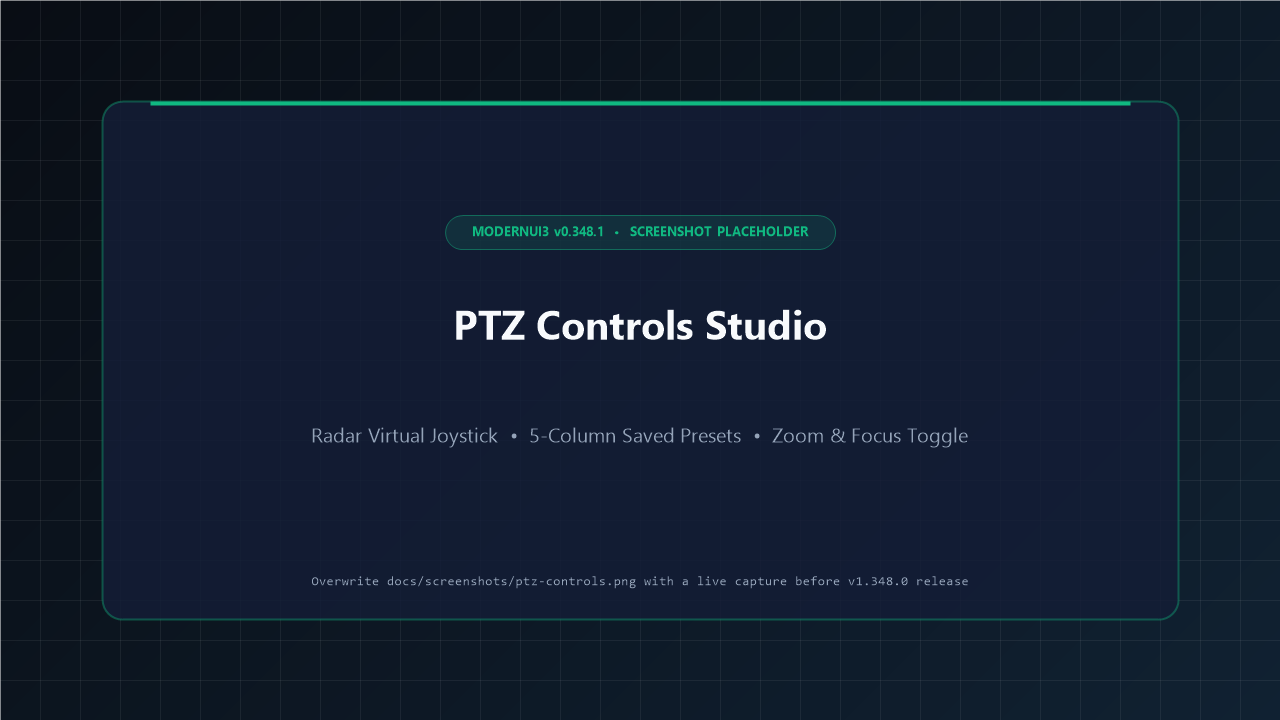 MODERNUI3 v0.348.1 • SCREENSHOT PLACEHOLDER
PTZ Controls Studio
Radar Virtual Joystick • 5-Column Saved Presets • Zoom & Focus Toggle
Overwrite docs/screenshots/ptz-controls.png with a live capture before v1.348.0 release